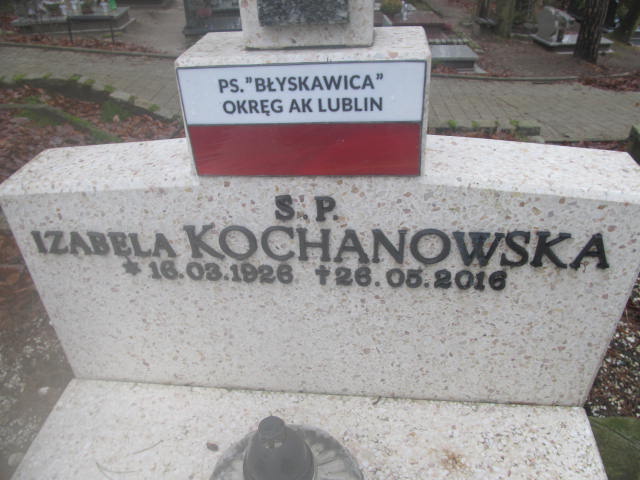 PS."BŁYSKAWICA"
OKRĘG AK LUBLIN
S.P.
IZABELA KOCHANOWSKA
* 16.03.1926 †26.05.2016